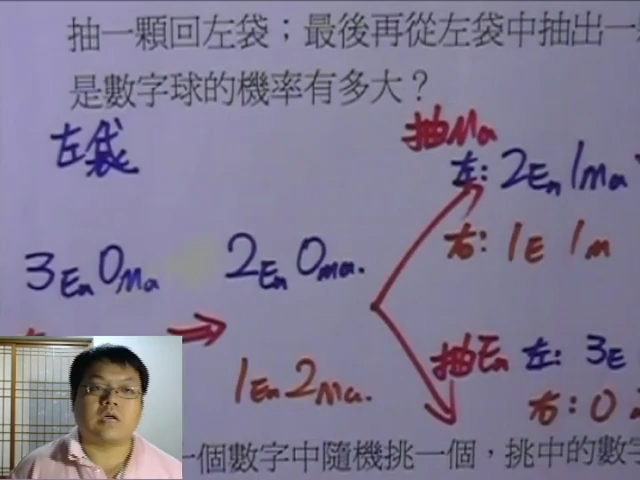 抽一顆回左袋；最後再從左袋中抽出一
是數字球的機率有多大？
左袋
抽Ma
左: 2En 1Ma
右: 1E 1M
3En 0Ma
2En 0ma.
1En 2Ma.
抽En 左: 3E
右: 0
一個數字中隨機挑一個，挑中的數字